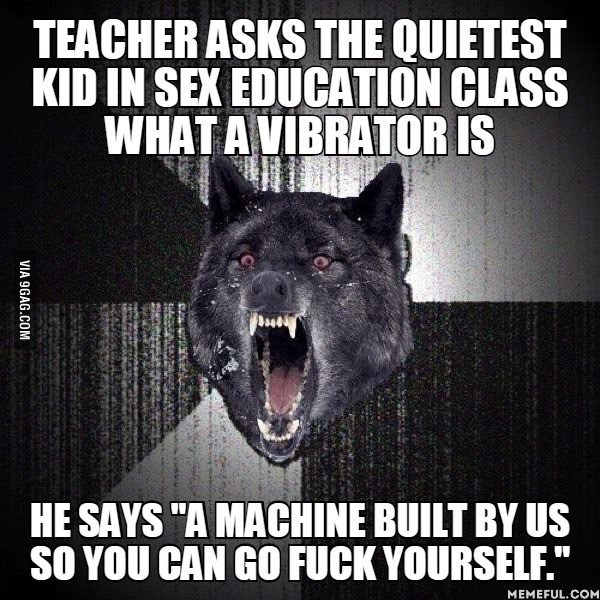 TEACHER ASKS THE QUIETEST
KID IN SEX EDUCATION CLASS
WHAT A VIBRATOR IS
VIA 9GAG.COM
HE SAYS "A MACHINE BUILT BY US
SO YOU CAN GO FUCK YOURSELF."
MEMEFUL.COM